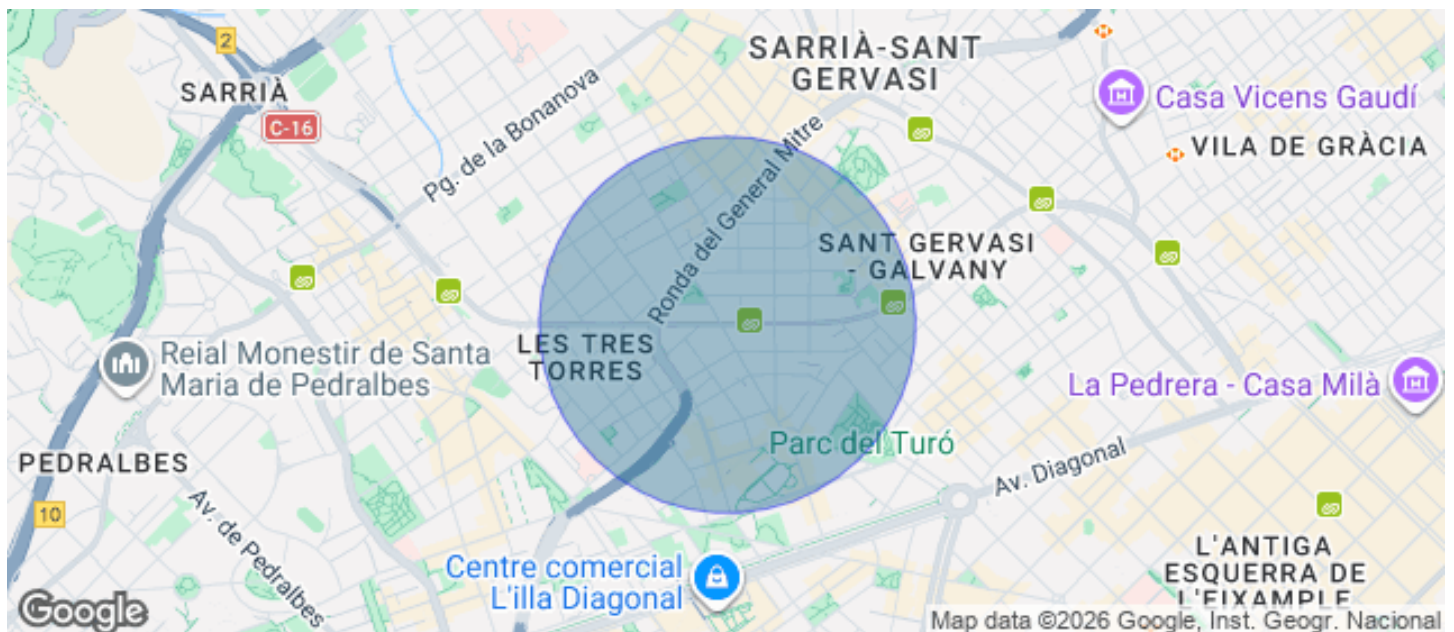 2
SARRIÀ
C-16
Pg. de la Bonanova
SARRIÀ-SANT
GERVASI
Casa Vicens Gaudí
VILA DE GRÀCIA
Ronda del General Mitre
SANT GERVASI
- GALVANY
LES TRES
TORRES
Reial Monestir de Santa
Maria de Pedralbes
La Pedrera - Casa Milà
Parc del Turó
PEDRALBES
Av. Diagonal
10
Av. de Pedralbes
Centre comercial
L'illa Diagonal
L'ANTIGA
ESQUERRA DE
L'EIXAMPLE
Google
Map data ©2026 Google, Inst. Geogr. Nacional